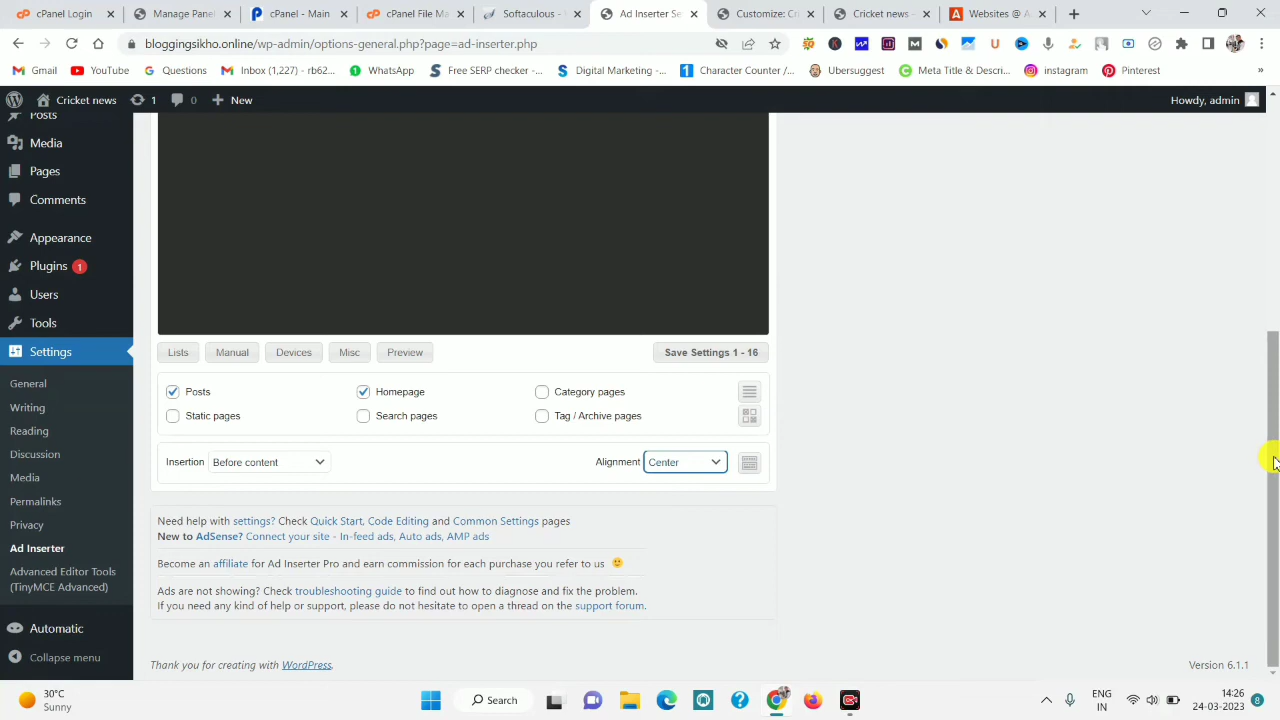 cPanel Login
Manage Pane
cPanel - Main
cPanel File Ma
Softaculous - 
Ad Inserter Se
Customize: Cri
Cricket news –
Websites @ A
bloggingsikho.online/wp-admin/options-general.php?page=ad-inserter.php
Gmail
YouTube
Question
Inbox (1,227) - rb62
WhatsApp
Free SERP checker -...
Digital Marketing -...
Character Counter /...
Ubersuggest
Meta Title & Descri...
instagram
Pinterest
»
Cricket news
1
0
New
Howdy, admin
Posts
Media
Pages
Comments
Appearance
Plugins 1
Users
Tools
Settings
General
Writing
Reading
Discussion
Media
Permalinks
Privacy
Ad Inserter
Advanced Editor Tools
(TinyMCE Advanced)
Automatic
Collapse menu
Lists
Manual
Devices
Misc
Preview
Save Settings 1 - 16
Posts
Homepage
Category pages
Static pages
Search pages
Tag / Archive pages
Insertion Before content
Alignment Center
Need help with settings? Check Quick Start, Code Editing and Common Settings pages
New to AdSense? Connect your site - In-feed ads, Auto ads, AMP ads
Become an affiliate for Ad Inserter Pro and earn commission for each purchase you refer to us
Ads are not showing? Check troubleshooting guide to find out how to diagnose and fix the problem.
If you need any kind of help or support, please do not hesitate to open a thread on the support forum.
Thank you for creating with WordPress.
Version 6.1.1
30°C
Sunny
Search
ENG
IN
14:26
24-03-2023
8